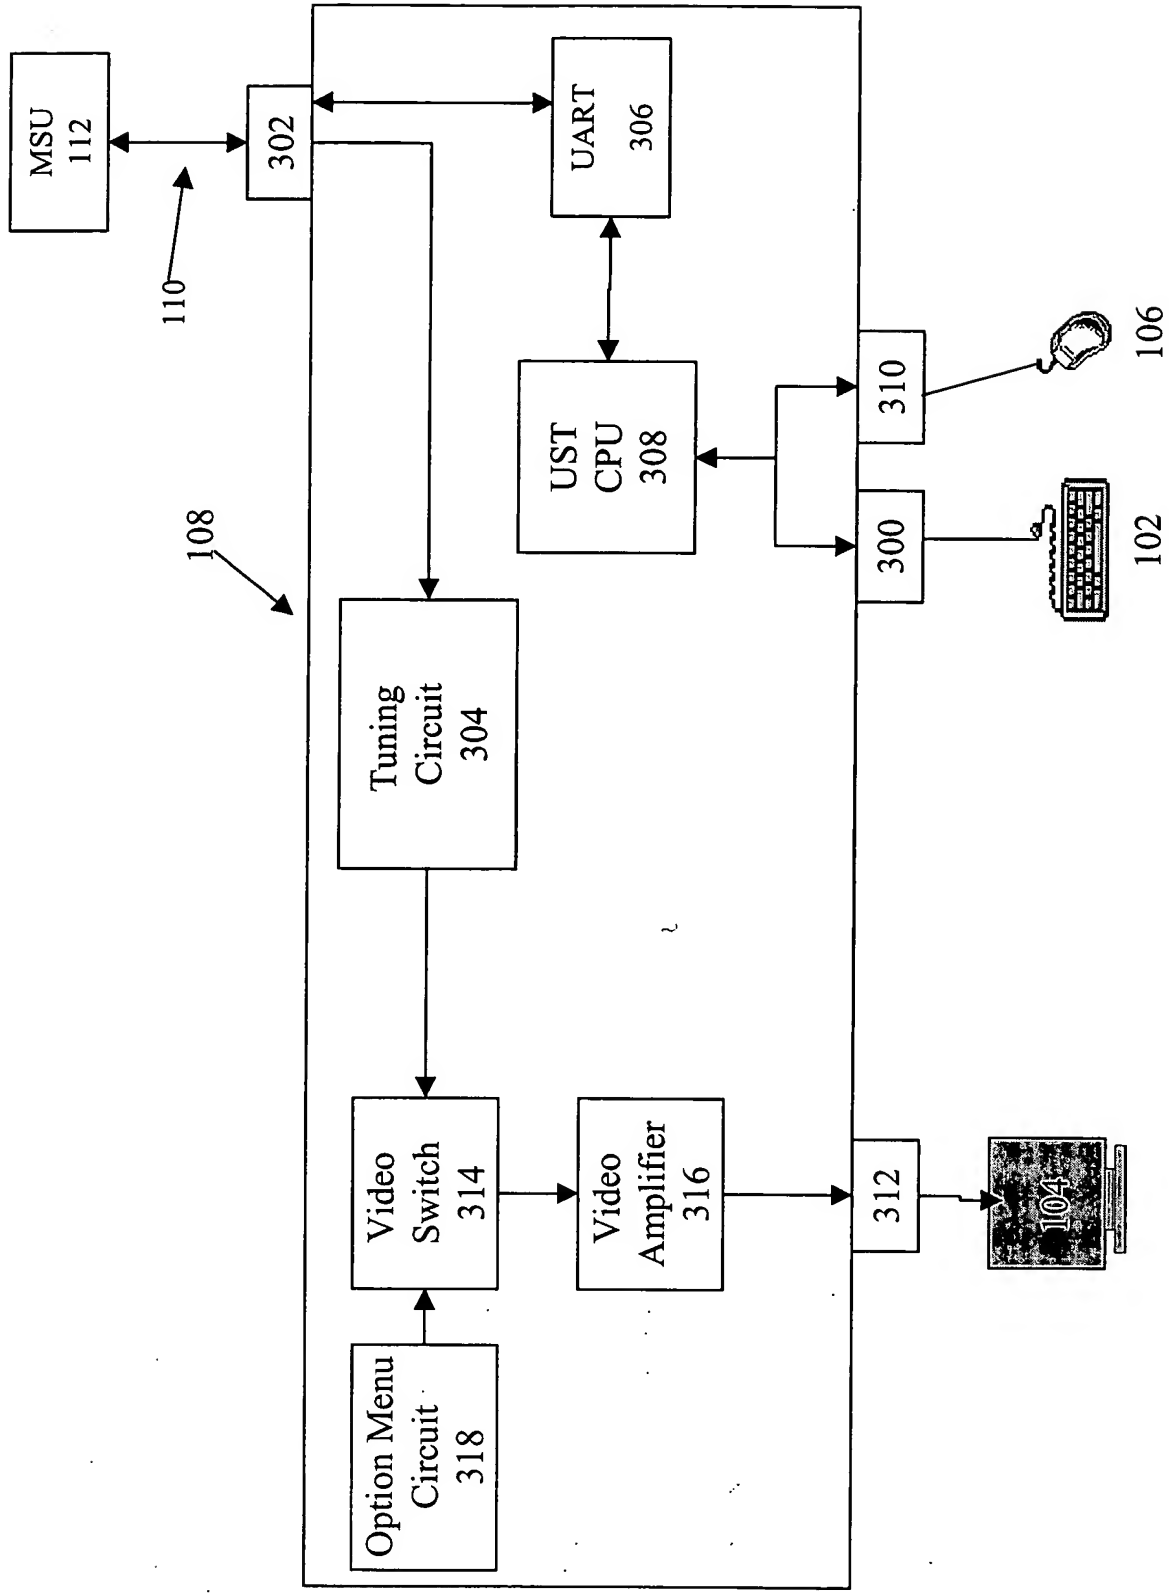 MSU
112
110
302
108
UART
306
Tuning
Circuit
304
UST
CPU
308
Video
Switch
314
Option Menu
Circuit
318
Video
Amplifier
316
312
300
310
104
102
106